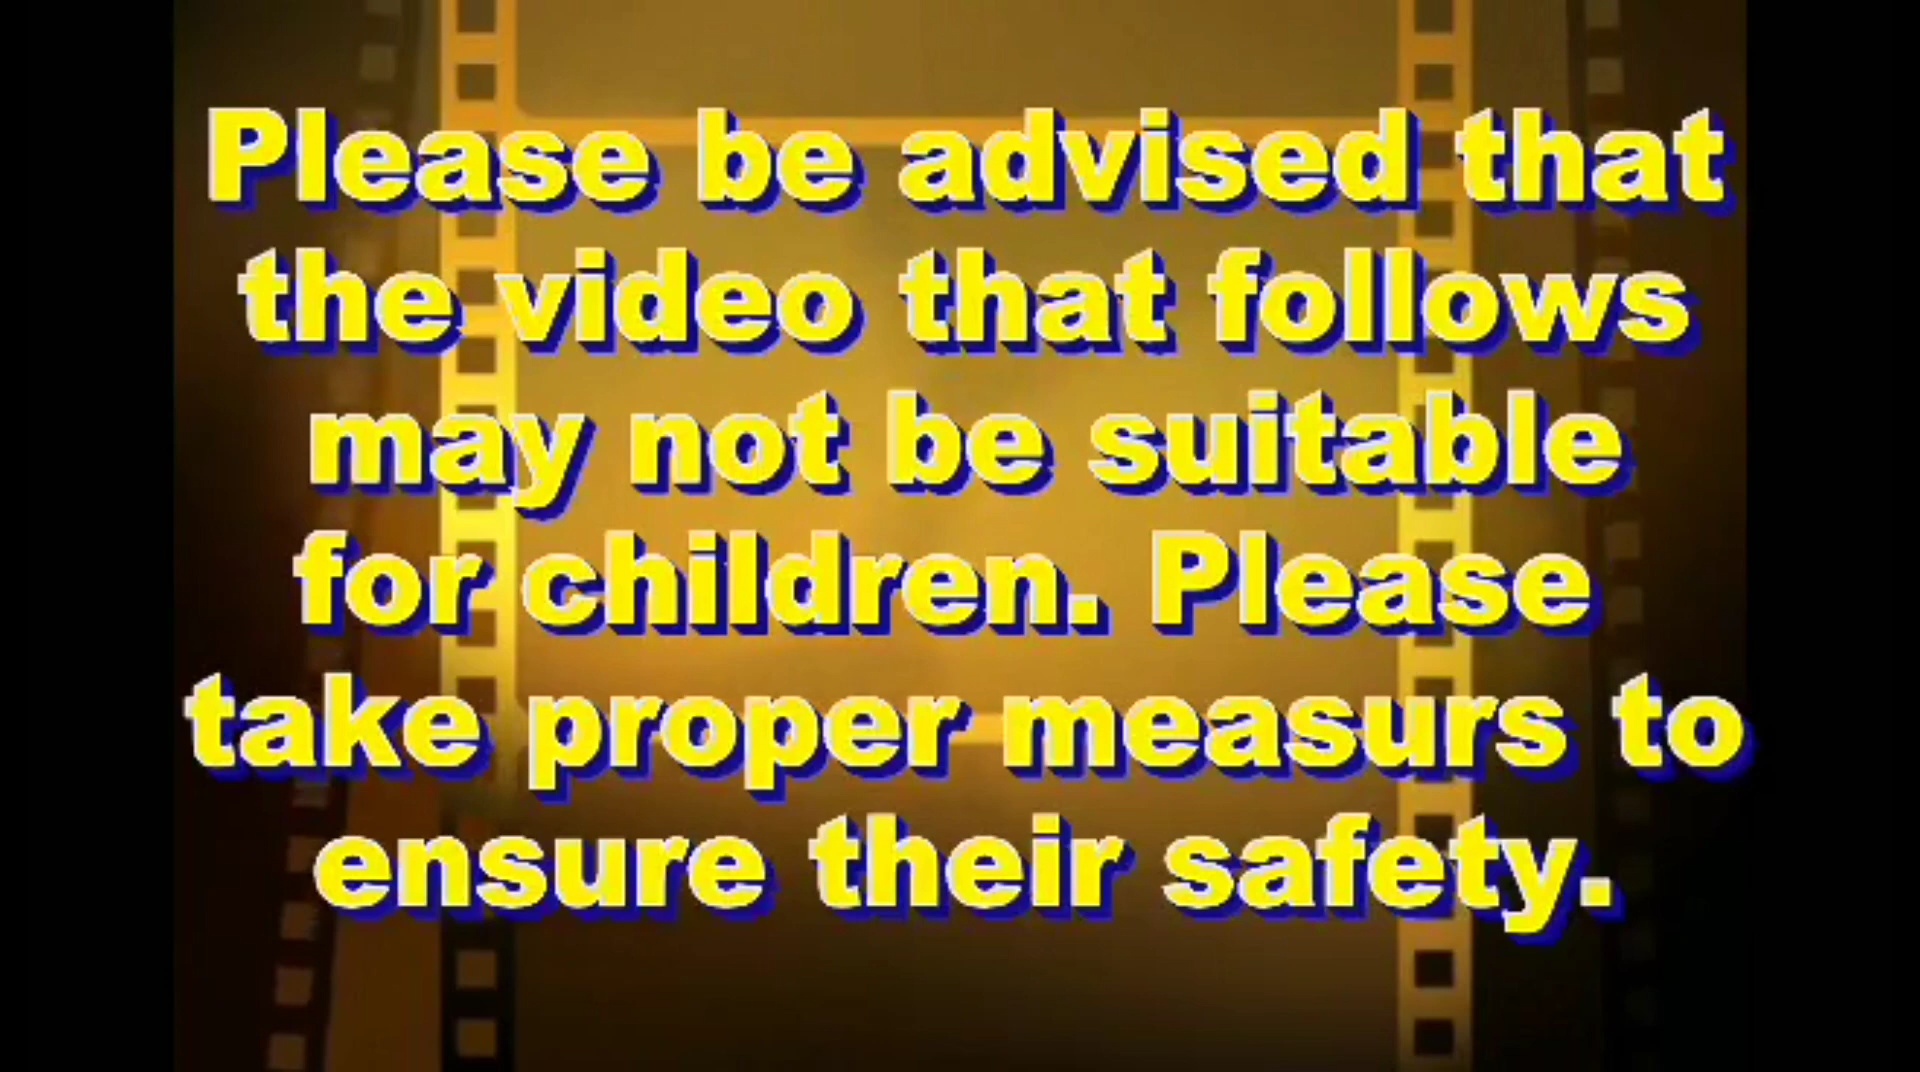 Please be advised that
the video that follows
may not be suitable
for children. Please
take proper measurs to
ensure their safety.